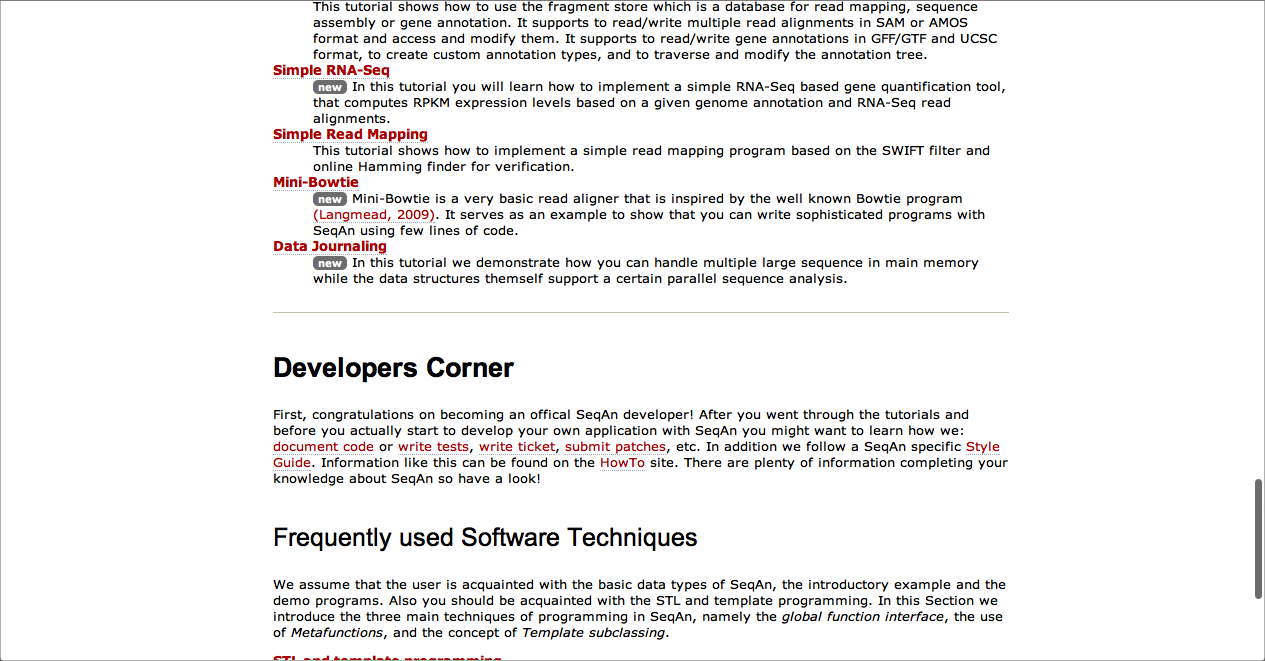 This tutorial shows how to use the fragment store which is a database for read mapping, sequence
assembly or gene annotation. It supports to read/write multiple read alignments in SAM or AMOS
format and access and modify them. It supports to read/write gene annotations in GFF/GTF and UCSC
format, to create custom annotation types, and to traverse and modify the annotation tree.
Simple RNA-Seq
new In this tutorial you will learn how to implement a simple RNA-Seq based gene quantification tool,
that computes RPKM expression levels based on a given genome annotation and RNA-Seq read
alignments.
Simple Read Mapping
This tutorial shows how to implement a simple read mapping program based on the SWIFT filter and
online Hamming finder for verification.
Mini-Bowtie
new Mini-Bowtie is a very basic read aligner that is inspired by the well known Bowtie program
(Langmead, 2009). It serves as an example to show that you can write sophisticated programs with
SeqAn using few lines of code.
Data Journaling
new In this tutorial we demonstrate how you can handle multiple large sequence in main memory
while the data structures themself support a certain parallel sequence analysis.
Developers Corner
First, congratulations on becoming an offical SeqAn developer! After you went through the tutorials and
before you actually start to develop your own application with SeqAn you might want to learn how we:
document code or write tests, write ticket, submit patches, etc. In addition we follow a SeqAn specific Style
Guide. Information like this can be found on the HowTo site. There are plenty of information completing your
knowledge about SeqAn so have a look!
Frequently used Software Techniques
We assume that the user is acquainted with the basic data types of SeqAn, the introductory example and the
demo programs. Also you should be acquainted with the STL and template programming. In this Section we
introduce the three main techniques of programming in SeqAn, namely the global function interface, the use
of Metafunctions, and the concept of Template subclassing.
STL and template programming